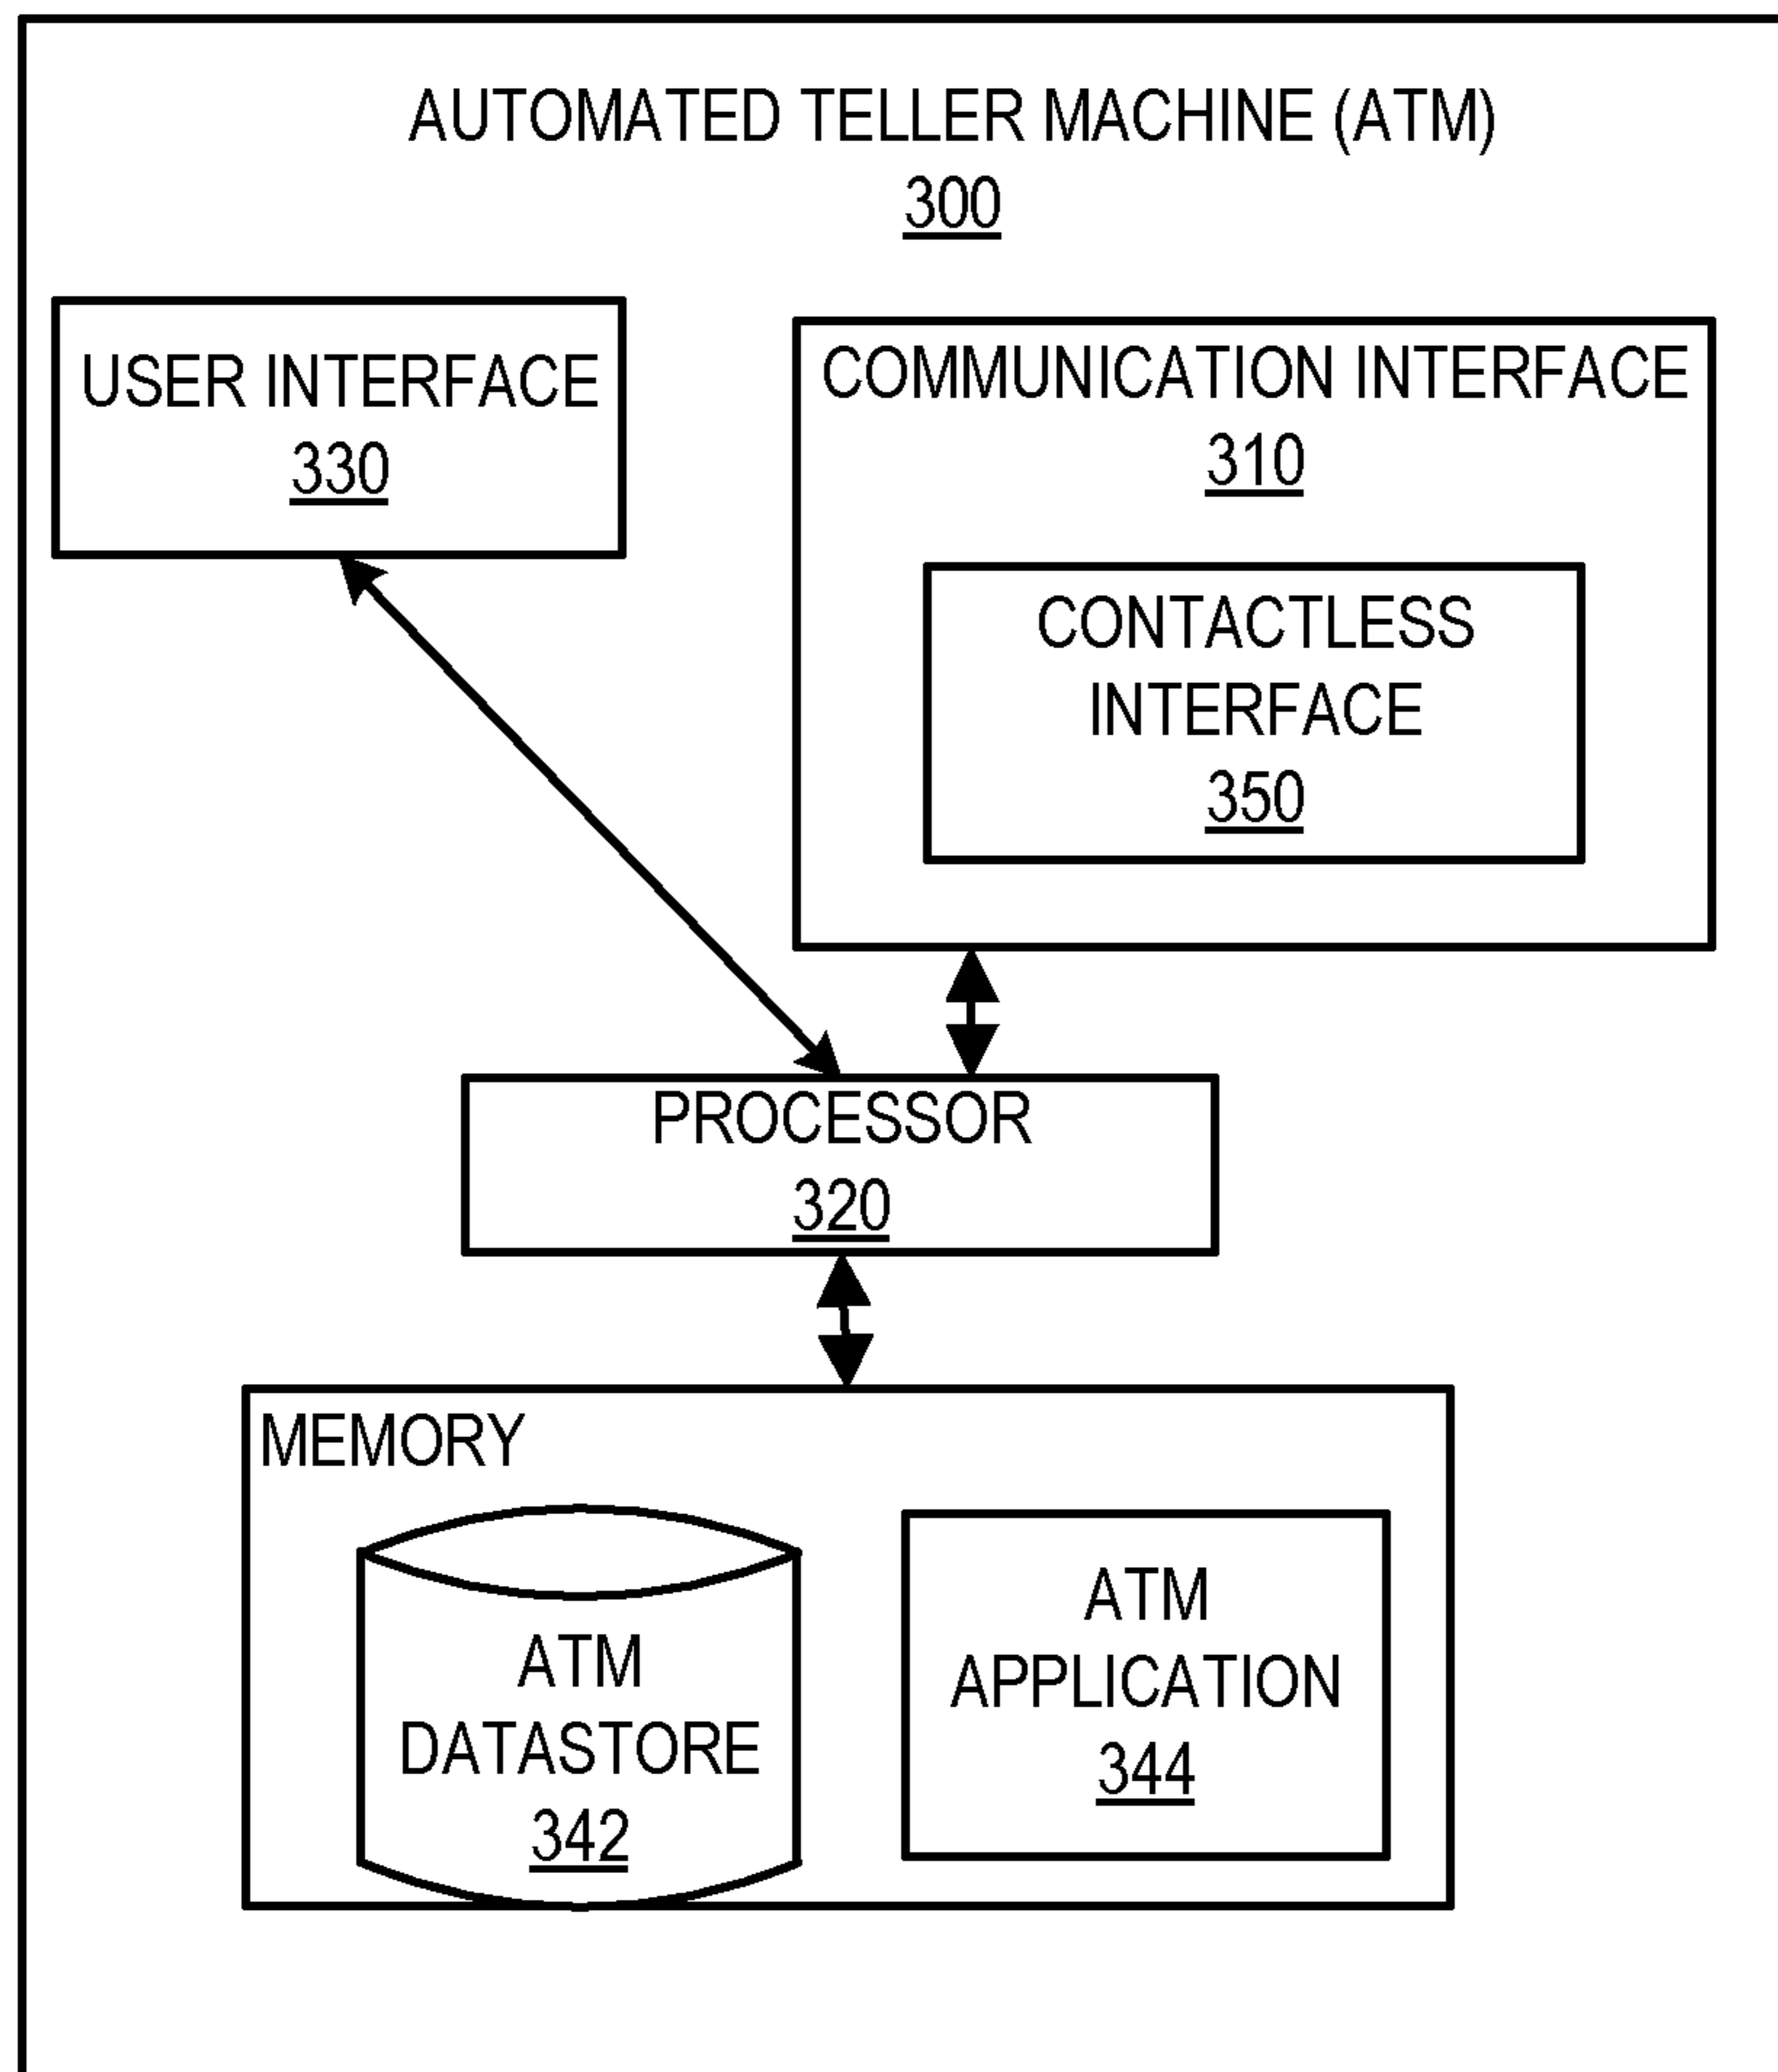 AUTOMATED TELLER MACHINE (ATM)
300
USER INTERFACE
330
COMMUNICATION INTERFACE
310
CONTACTLESS
INTERFACE
350
PROCESSOR
320
MEMORY
ATM
DATASTORE
342
ATM
APPLICATION
344